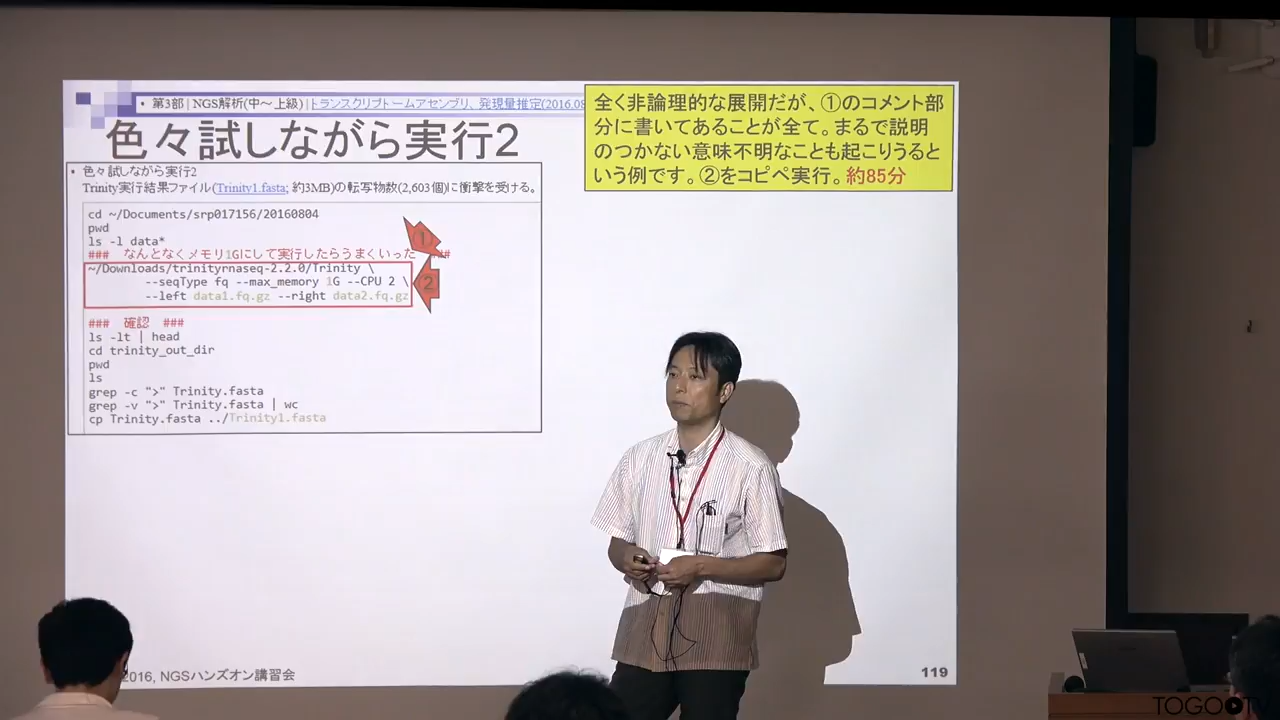 • 第3部 | NGS解析(中～上級) | トランスクリプトームアセンブリ、発現量推定(2016.08
色々試しながら実行2
全く非論理的な展開だが、①のコメント部
分に書いてあることが全て。まるで説明
のつかない意味不明なことも起こりうると
いう例です。②をコピペ実行。約85分
• 色々試しながら実行2
Trinity実行結果ファイル(Trinity1.fasta; 約3MB)の転写物数(2,603個)に衝撃を受ける。
cd ~/Documents/srp017156/20160804
pwd
ls -l data*
### なんとなくメモリ1Gにして実行したらうまくいった ##
①
~/Downloads/trinityrnaseq-2.2.0/Trinity \
--seqType fq --max_memory 1G --CPU 2 \
②
--left data1.fq.gz --right data2.fq.gz
### 確認 ###
ls -lt | head
cd trinity_out_dir
pwd
ls
grep -c ">" Trinity.fasta
grep -v ">" Trinity.fasta | wc
cp Trinity.fasta ../Trinity1.fasta
2016, NGSハンズオン講習会
119
TOGOTV